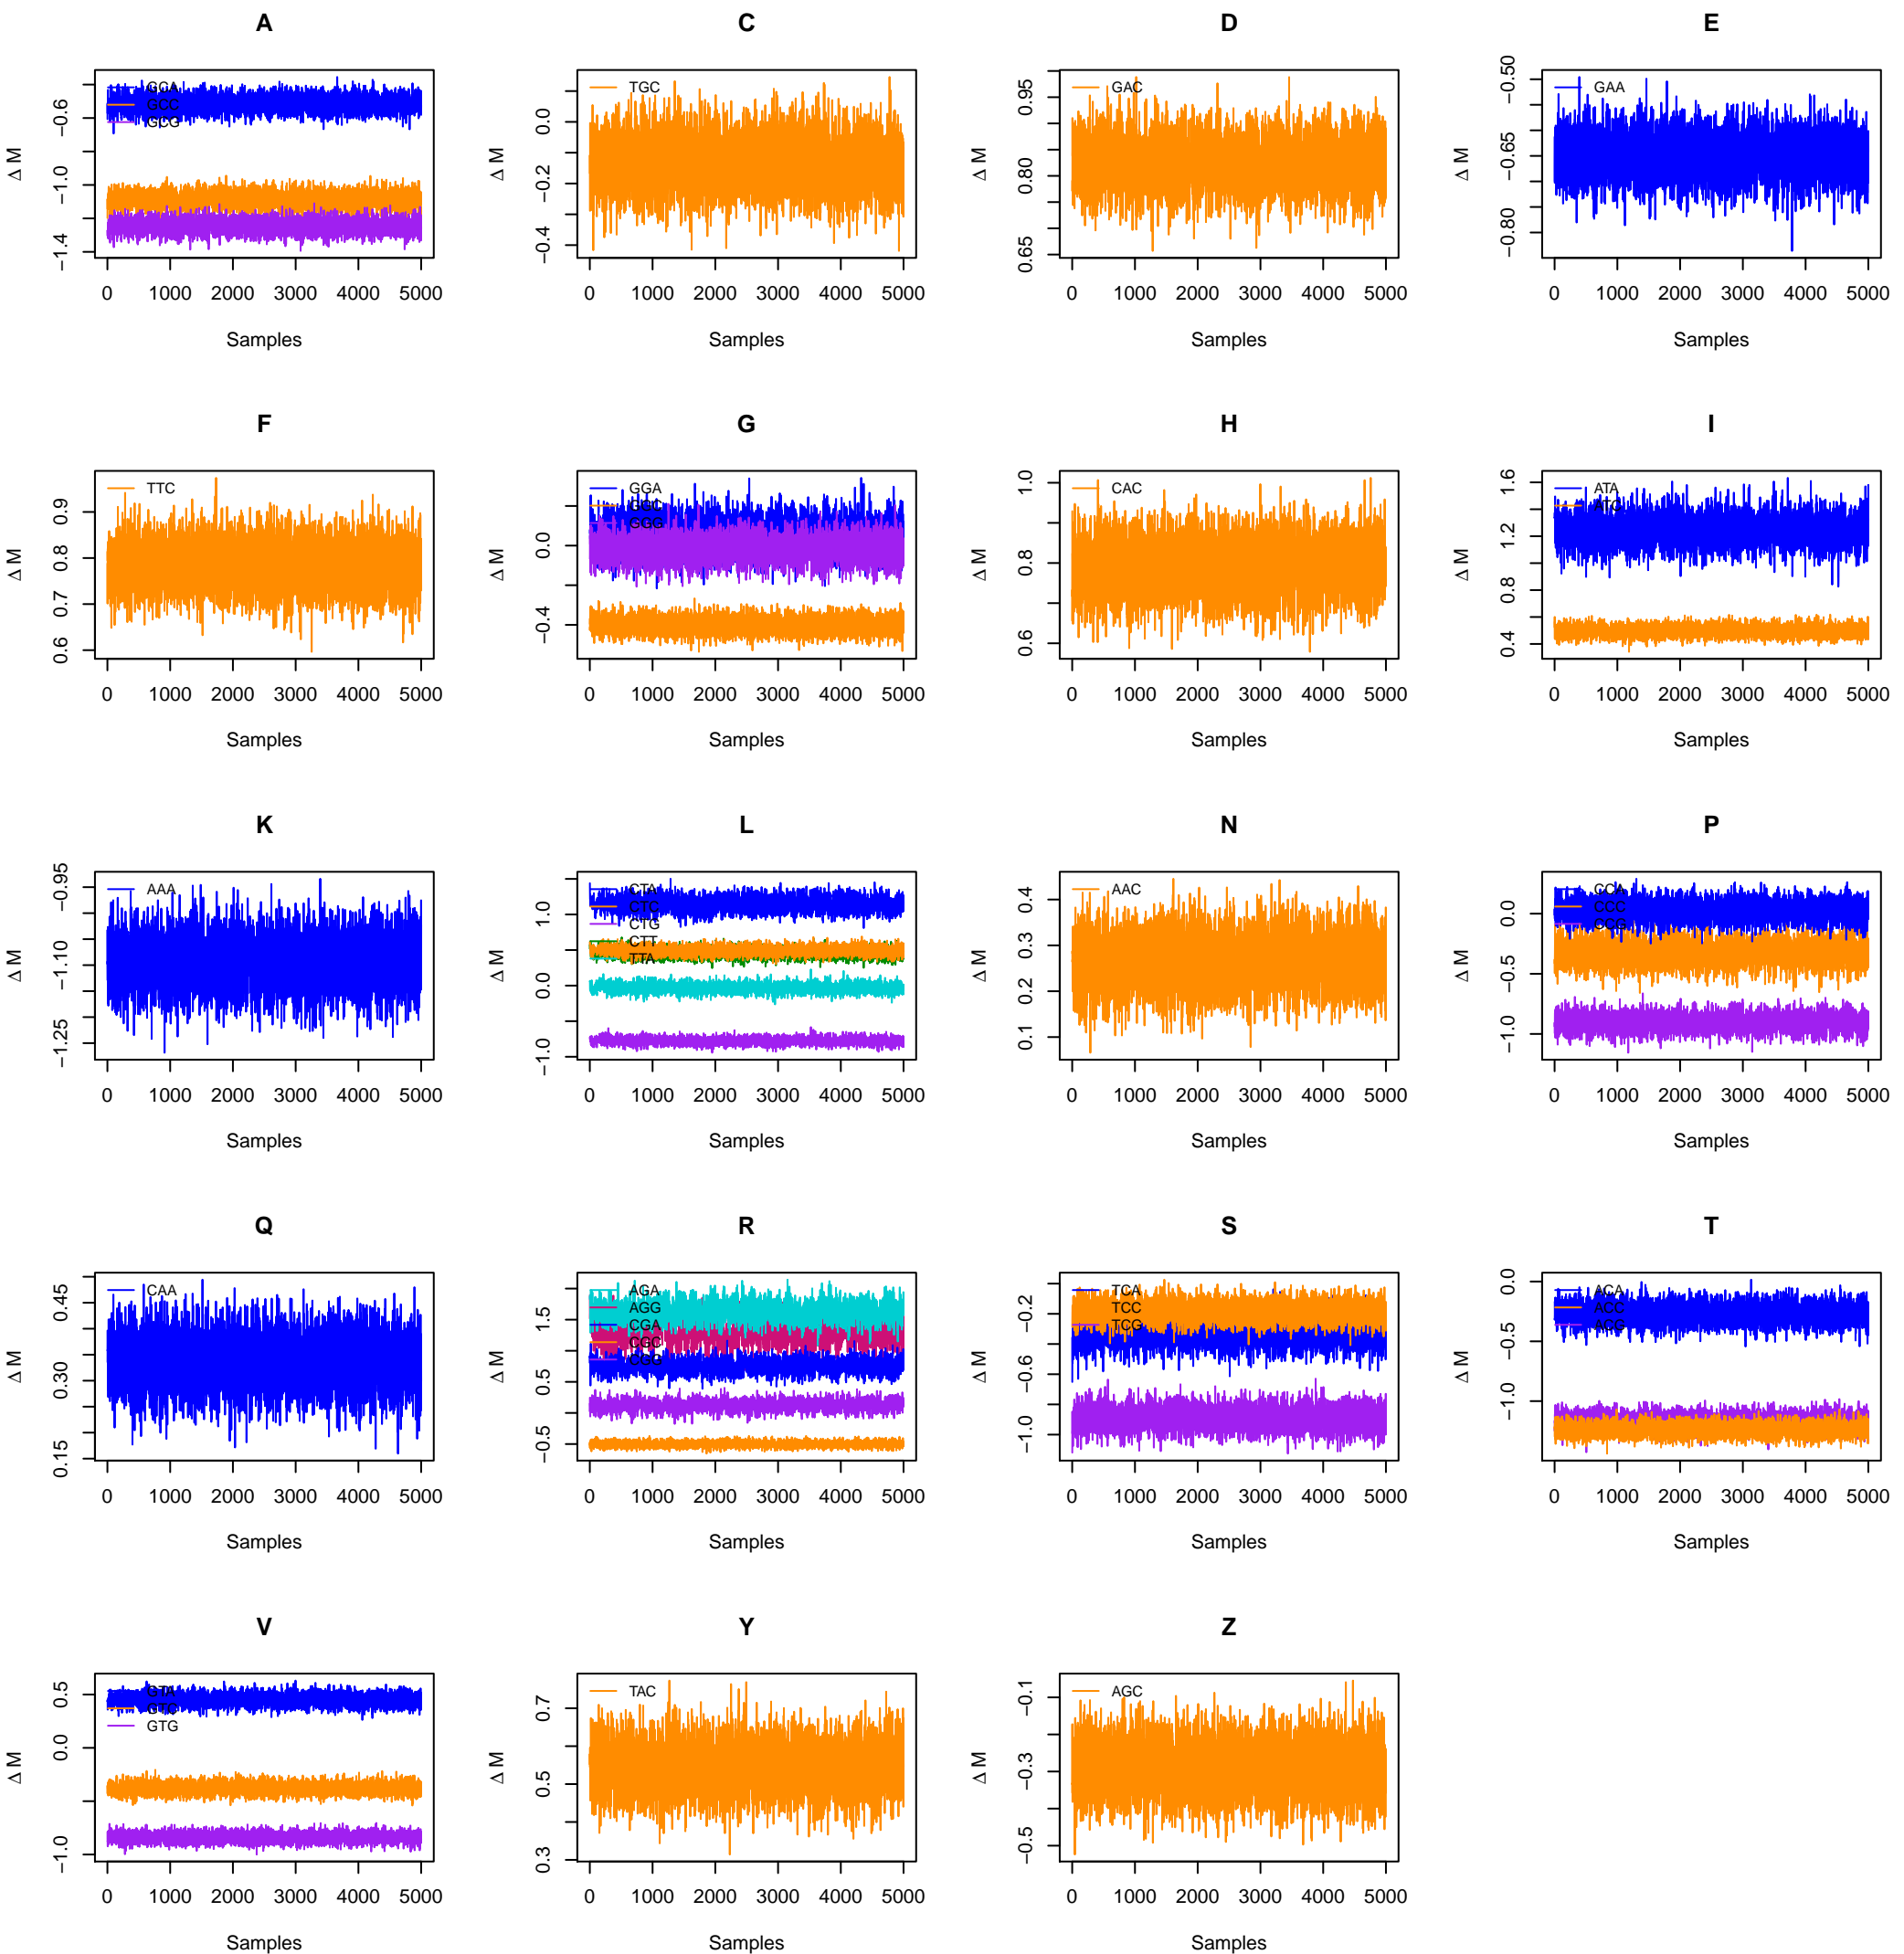 A
GCA
GCC
GCG
ΔM
−0.6
−1.0
−1.4
0 1000 2000 3000 4000 5000
Samples
C
TGC
ΔM
0.0
−0.2
−0.4
0 1000 2000 3000 4000 5000
Samples
D
GAC
ΔM
0.95
0.80
0.65
0 1000 2000 3000 4000 5000
Samples
E
GAA
ΔM
−0.50
−0.65
−0.80
0 1000 2000 3000 4000 5000
Samples
F
TTC
ΔM
0.9
0.8
0.7
0.6
0 1000 2000 3000 4000 5000
Samples
G
GGA
GGC
GGG
ΔM
0.0
−0.4
0 1000 2000 3000 4000 5000
Samples
H
CAC
ΔM
1.0
0.8
0.6
0 1000 2000 3000 4000 5000
Samples
I
ATA
ATC
ΔM
1.6
1.2
0.8
0.4
0 1000 2000 3000 4000 5000
Samples
K
AAA
ΔM
−0.95
−1.10
−1.25
0 1000 2000 3000 4000 5000
Samples
L
CTA
CTC
CTG
CTT
TTA
ΔM
1.0
0.0
−1.0
0 1000 2000 3000 4000 5000
Samples
N
AAC
ΔM
0.4
0.3
0.2
0.1
0 1000 2000 3000 4000 5000
Samples
P
CCA
CCC
CCG
ΔM
0.0
−0.5
−1.0
0 1000 2000 3000 4000 5000
Samples
Q
CAA
ΔM
0.45
0.30
0.15
0 1000 2000 3000 4000 5000
Samples
R
AGA
AGG
CGA
CGC
CGG
ΔM
1.5
0.5
−0.5
0 1000 2000 3000 4000 5000
Samples
S
TCA
TCC
TCG
ΔM
−0.2
−0.6
−1.0
0 1000 2000 3000 4000 5000
Samples
T
ACA
ACC
ACG
ΔM
0.0
−0.5
−1.0
0 1000 2000 3000 4000 5000
Samples
V
GTA
GTC
GTG
ΔM
0.5
0.0
−1.0
0 1000 2000 3000 4000 5000
Samples
Y
TAC
ΔM
0.7
0.5
0.3
0 1000 2000 3000 4000 5000
Samples
Z
AGC
ΔM
−0.1
−0.3
−0.5
0 1000 2000 3000 4000 5000
Samples